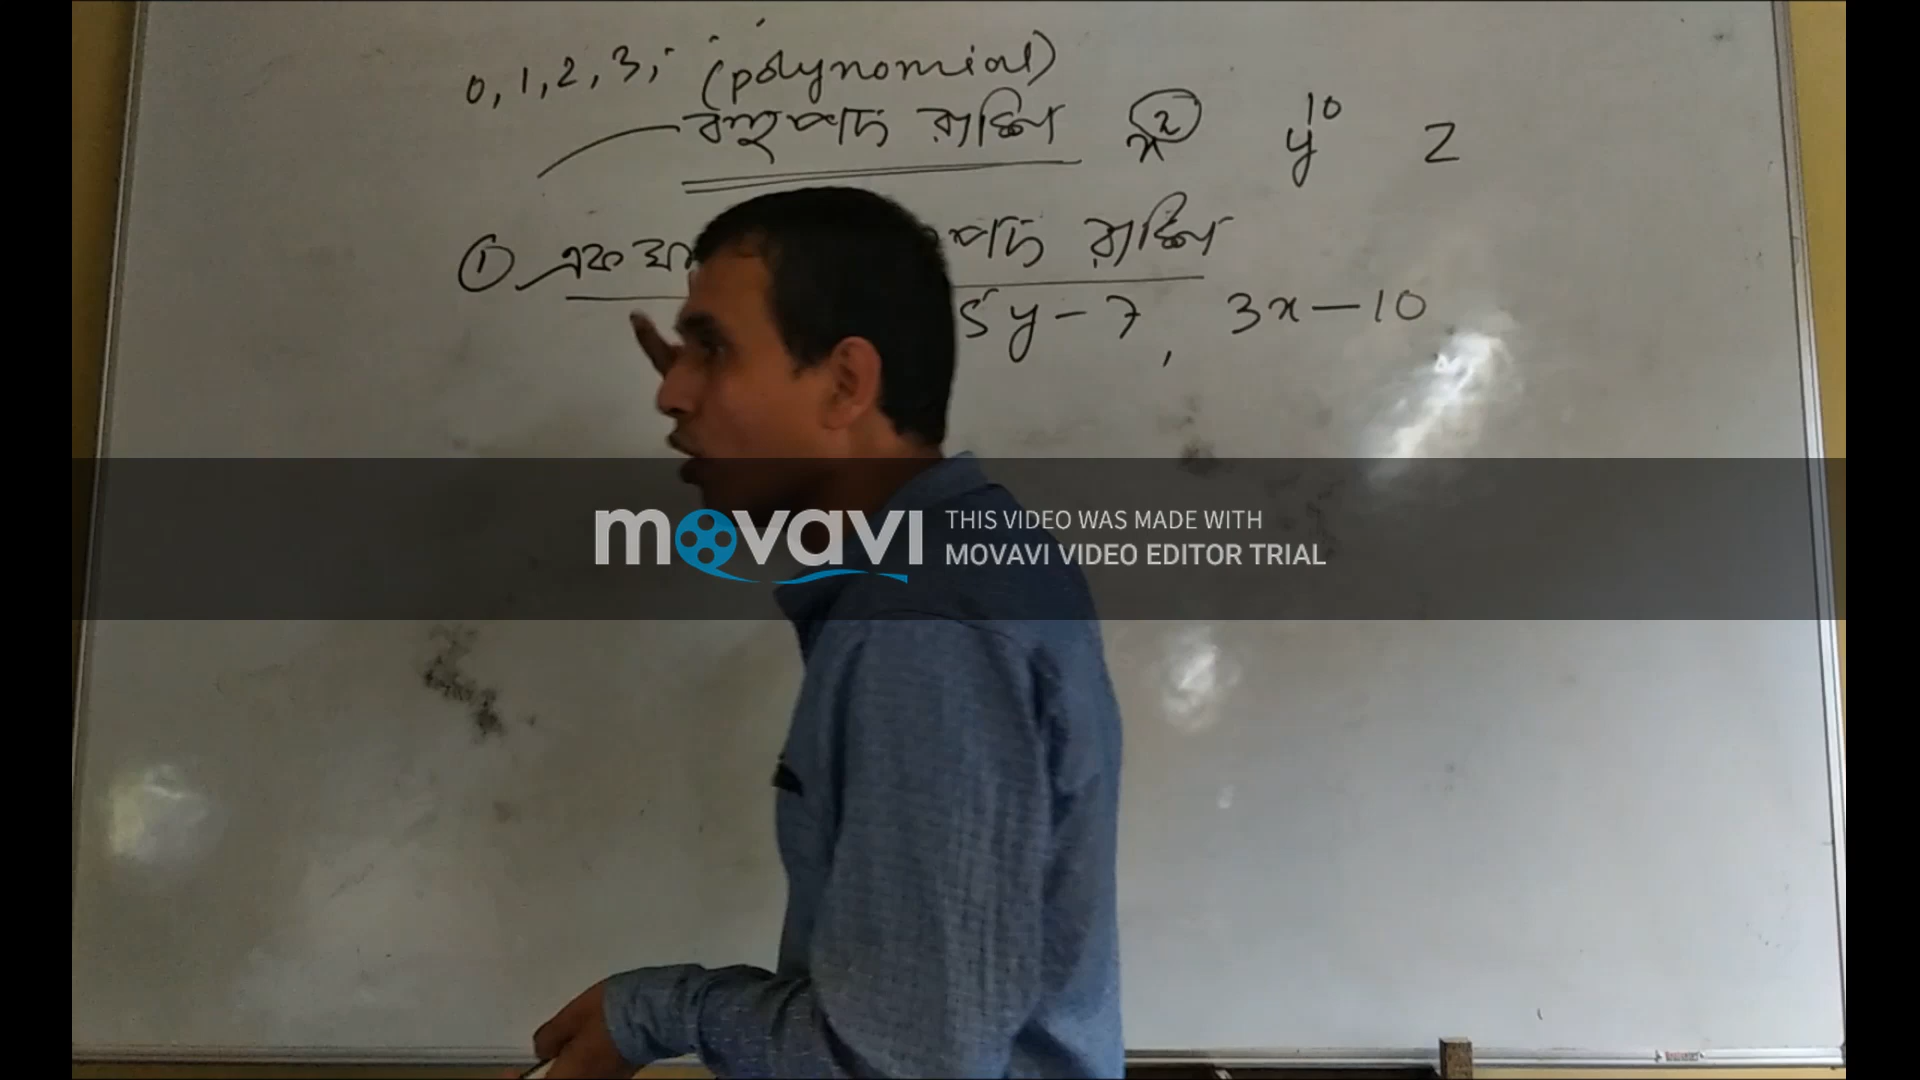 0, 1, 2, 3, . . (polynomial)
বহুপদ রাশি x² y¹⁰ z
① একঘা পদ রাশি
5y - 7, 3x - 10
movavi THIS VIDEO WAS MADE WITH
MOVAVI VIDEO EDITOR TRIAL